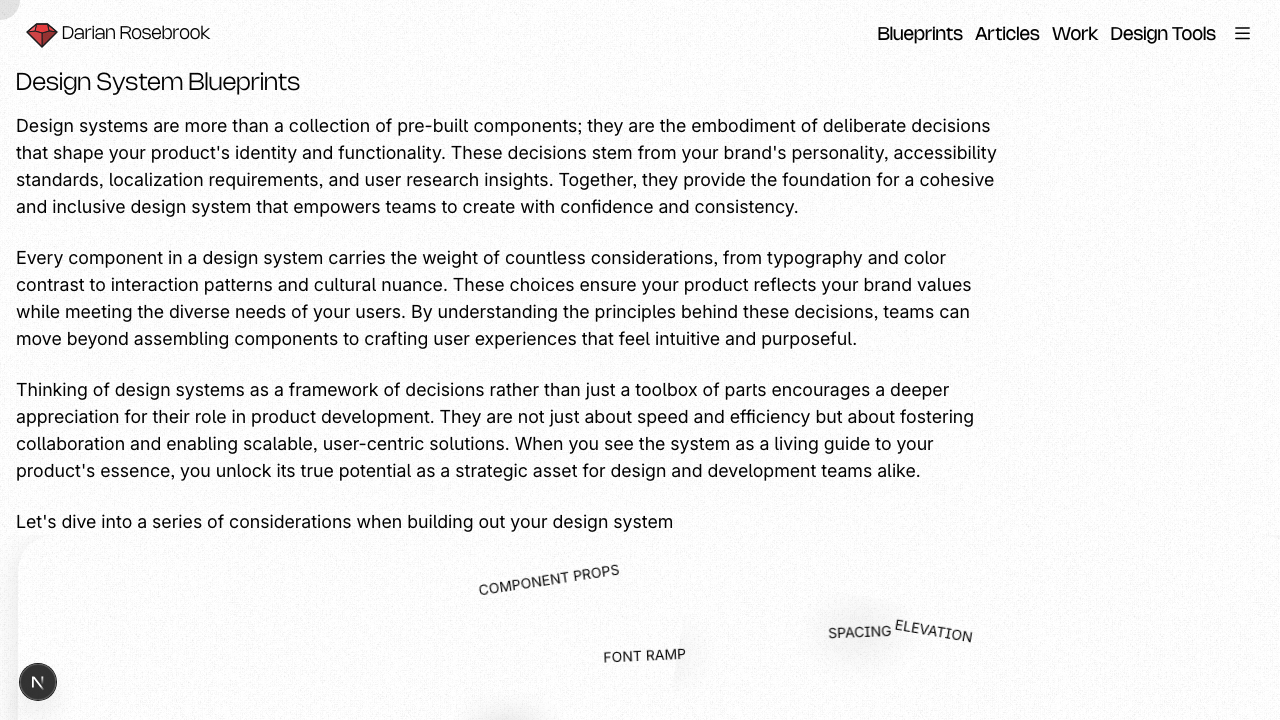 Darian Rosebrook
Blueprints Articles Work Design Tools
Design System Blueprints
Design systems are more than a collection of pre-built components; they are the embodiment of deliberate decisions
that shape your product's identity and functionality. These decisions stem from your brand's personality, accessibility
standards, localization requirements, and user research insights. Together, they provide the foundation for a cohesive
and inclusive design system that empowers teams to create with confidence and consistency.
Every component in a design system carries the weight of countless considerations, from typography and color
contrast to interaction patterns and cultural nuance. These choices ensure your product reflects your brand values
while meeting the diverse needs of your users. By understanding the principles behind these decisions, teams can
move beyond assembling components to crafting user experiences that feel intuitive and purposeful.
Thinking of design systems as a framework of decisions rather than just a toolbox of parts encourages a deeper
appreciation for their role in product development. They are not just about speed and efficiency but about fostering
collaboration and enabling scalable, user-centric solutions. When you see the system as a living guide to your
product's essence, you unlock its true potential as a strategic asset for design and development teams alike.
Let's dive into a series of considerations when building out your design system
COMPONENT PROPS
SPACING
ELEVATION
FONT RAMP
N